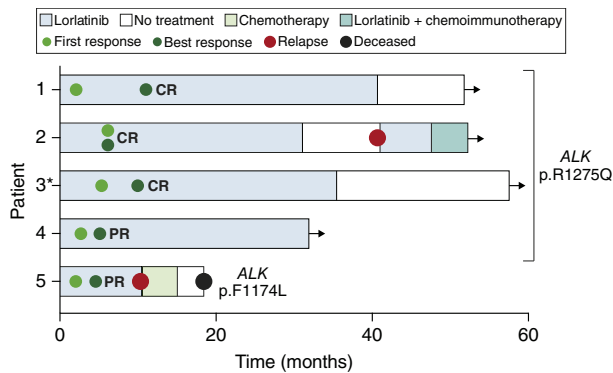 Lorlatinib No treatment Chemotherapy Lorlatinib + chemoimmunotherapy
First response Best response Relapse Deceased
Patient
1 CR
2 CR
3* CR
4 PR
5 PR
ALK
p.R1275Q
ALK
p.F1174L
0 20 40 60
Time (months)